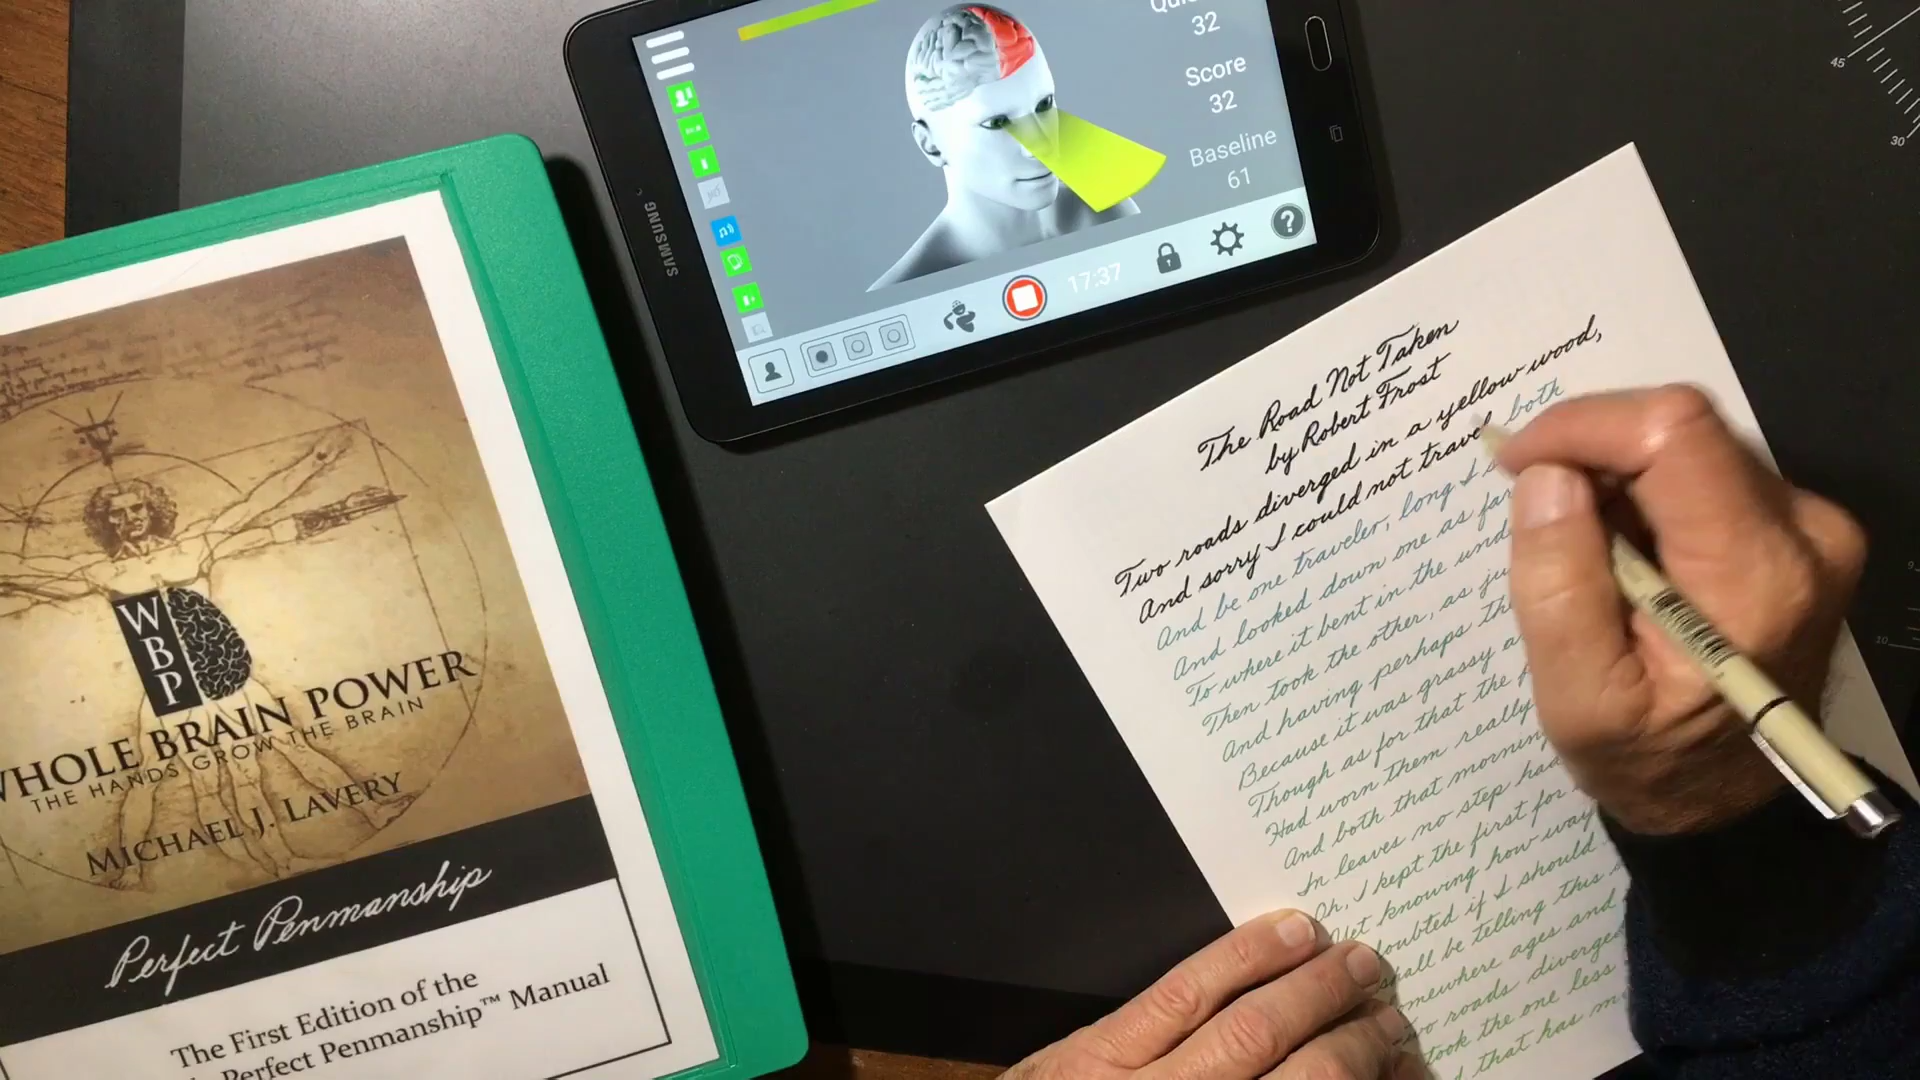 WBP
WHOLE BRAIN POWER
THE HANDS GROW THE BRAIN
MICHAEL J. LAVERY
Perfect Penmanship
The First Edition of the
Perfect Penmanship™ Manual
SAMSUNG
32
Score
32
Baseline
61
17:37
?
45
30
10
The Road Not Taken
by Robert Frost
Two roads diverged in a yellow wood,
And sorry I could not travel both
And be one traveler, long I
And looked down one as far
To where it bent in the
Then took the other, as
And having perhaps
Because it was grassy
Though as for that the
Had worn them really
And both that morning
In leaves no step had
Oh, I kept the first for
Yet knowing how way
doubted if I should
shall be telling this
somewhere ages and
Two roads
took the one less
that has